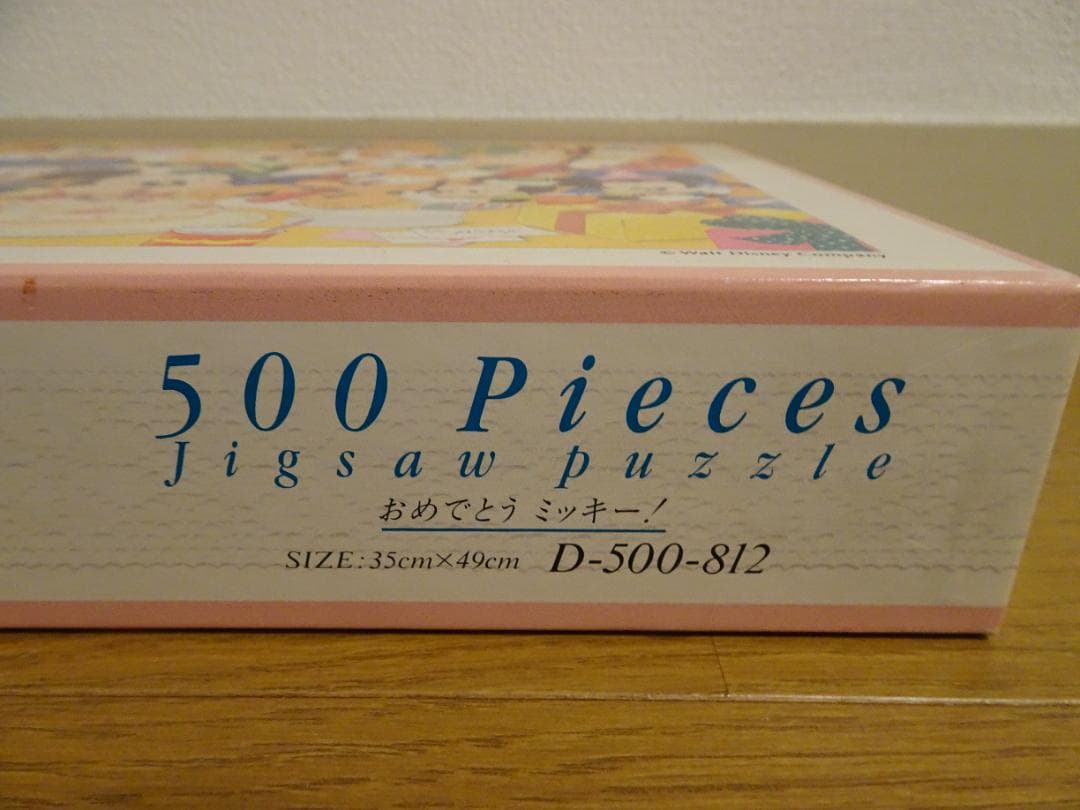 © Walt Disney Company
500 Pieces
Jigsaw puzzle
おめでとう ミッキー!
SIZE:35cm×49cm D-500-812